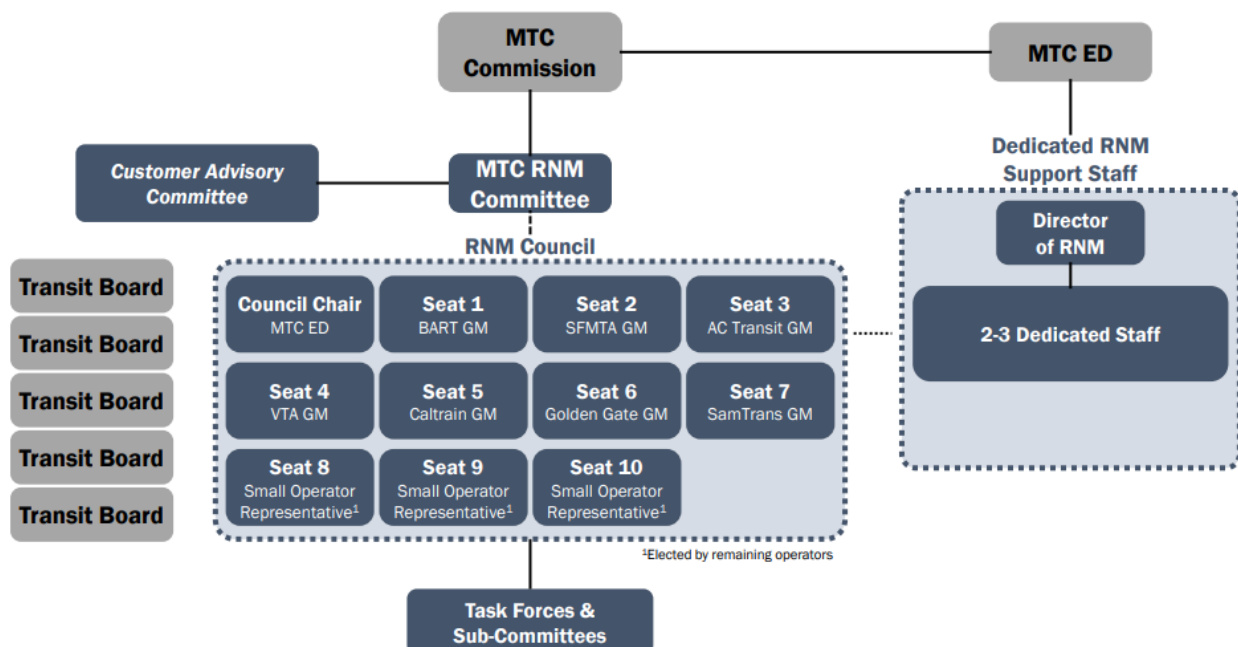 MTC
Commission
MTC ED
Customer Advisory
Committee
MTC RNM
Committee
Dedicated RNM
Support Staff
Director
of RNM
2-3 Dedicated Staff
RNM Council
Transit Board
Transit Board
Transit Board
Transit Board
Transit Board
Council Chair
MTC ED
Seat 1
BART GM
Seat 2
SFMTA GM
Seat 3
AC Transit GM
Seat 4
VTA GM
Seat 5
Caltrain GM
Seat 6
Golden Gate GM
Seat 7
SamTrans GM
Seat 8
Small Operator
Representative¹
Seat 9
Small Operator
Representative¹
Seat 10
Small Operator
Representative¹
¹Elected by remaining operators
Task Forces &
Sub-Committees